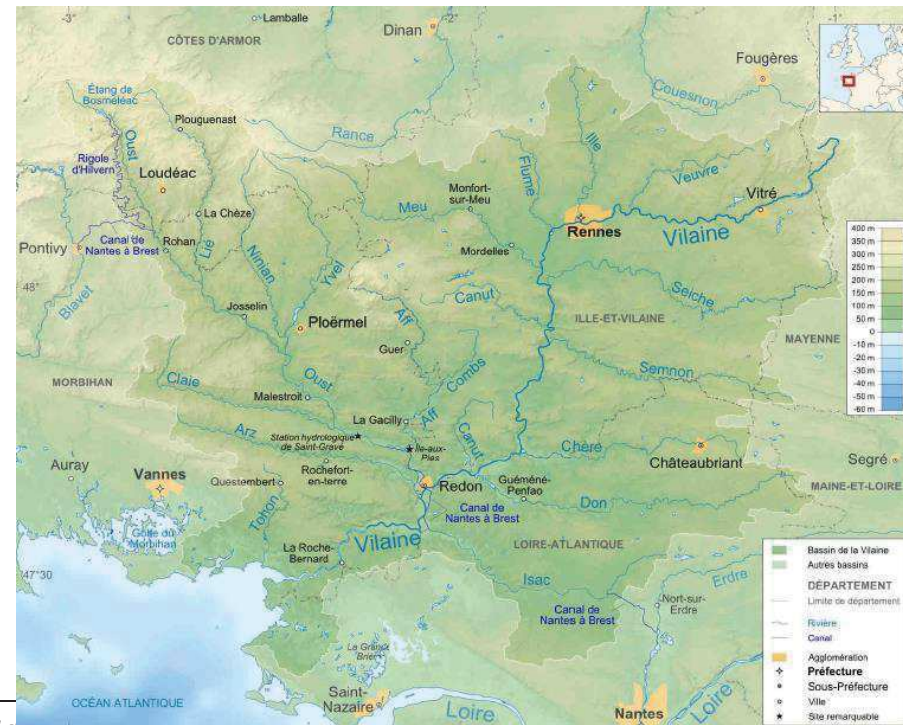 -3°
Lamballe
-2°
-1°
Dinan
CÔTES D'ARMOR
Fougères
Étang de
Bosméléac
Couesnon
Plouguenast
Rance
Ille
Oust
Flume
Rigole
d'Hilvern
Loudéac
Veuvre
Monfort-
sur-Meu
Vitré
Meu
La Chèze
Rennes
Vilaine
Pontivy
Canal de
Nantes à Brest
Rohan
Lié
Ninian
Yvel
Mordelles
400 m
350 m
300 m
250 m
200 m
150 m
100 m
50 m
0
-10 m
-20 m
-30 m
-40 m
-50 m
-60 m
48°
Blavet
Josselin
Aff
Canut
Seiche
Ploërmel
ILLE-ET-VILAINE
Guer
MAYENNE
Combs
Semnon
MORBIHAN
Claie
Oust
Malestroit
La Gacilly
Aff
Arz
Station hydrologique
de Saint-Gravé
Île-aux-
Pies
Canut
Chère
Auray
Vannes
Rochefort-
en-terre
Châteaubriant
Segré
Questembert
Redon
Guéméné-
Penfao
Don
MAINE-ET-LOIRE
Tohon
Canal de
Nantes à Brest
Golfe du
Morbihan
La Roche-
Bernard
Vilaine
LOIRE-ATLANTIQUE
47°30
Isac
Erdre
Nort-sur-
Erdre
Canal de
Nantes à Brest
La Grande
Brière
Saint-
Nazaire
OCÉAN ATLANTIQUE
Loire
Nantes
Loire
Bassin de la Vilaine
Autres bassins
DÉPARTEMENT
Limite de département
Rivière
Canal
Agglomération
Préfecture
Sous-Préfecture
Ville
Site remarquable